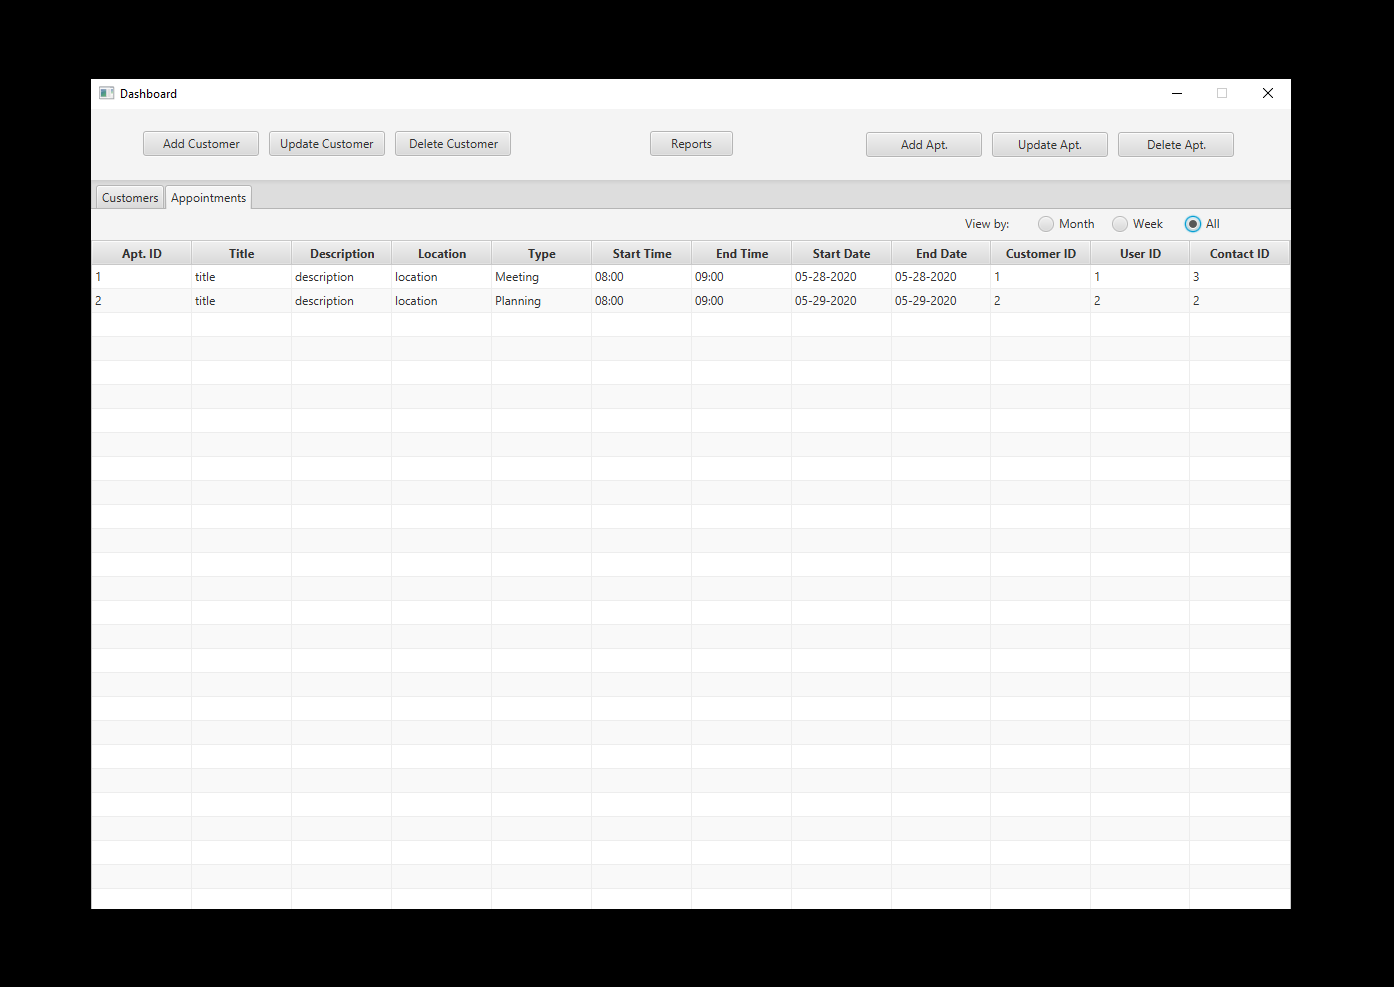 Dashboard
Add Customer Update Customer Delete Customer Reports Add Apt. Update Apt. Delete Apt.
Customers Appointments
View by: Month Week All
Apt. ID Title Description Location Type Start Time End Time Start Date End Date Customer ID User ID Contact ID
1 title description location Meeting 08:00 09:00 05-28-2020 05-28-2020 1 1 3
2 title description location Planning 08:00 09:00 05-29-2020 05-29-2020 2 2 2